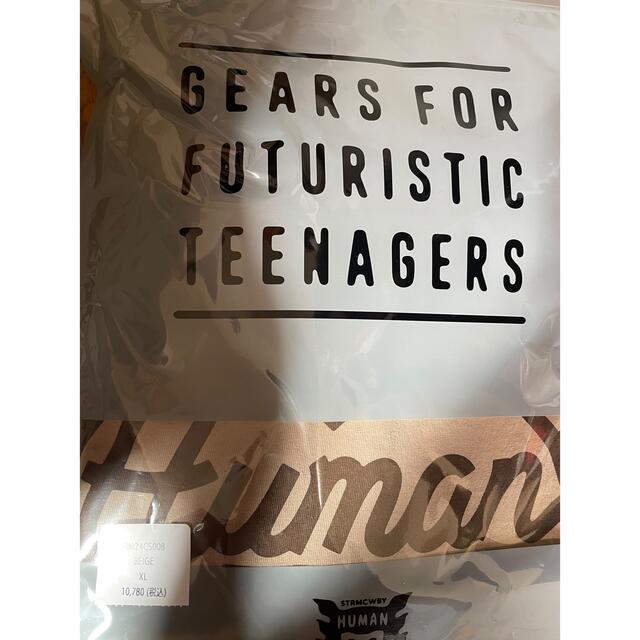 GEARS FOR
FUTURISTIC
TEENAGERS
Human
BEIGE
XL
10,780 (税込)
STRMCWBY
HUMAN